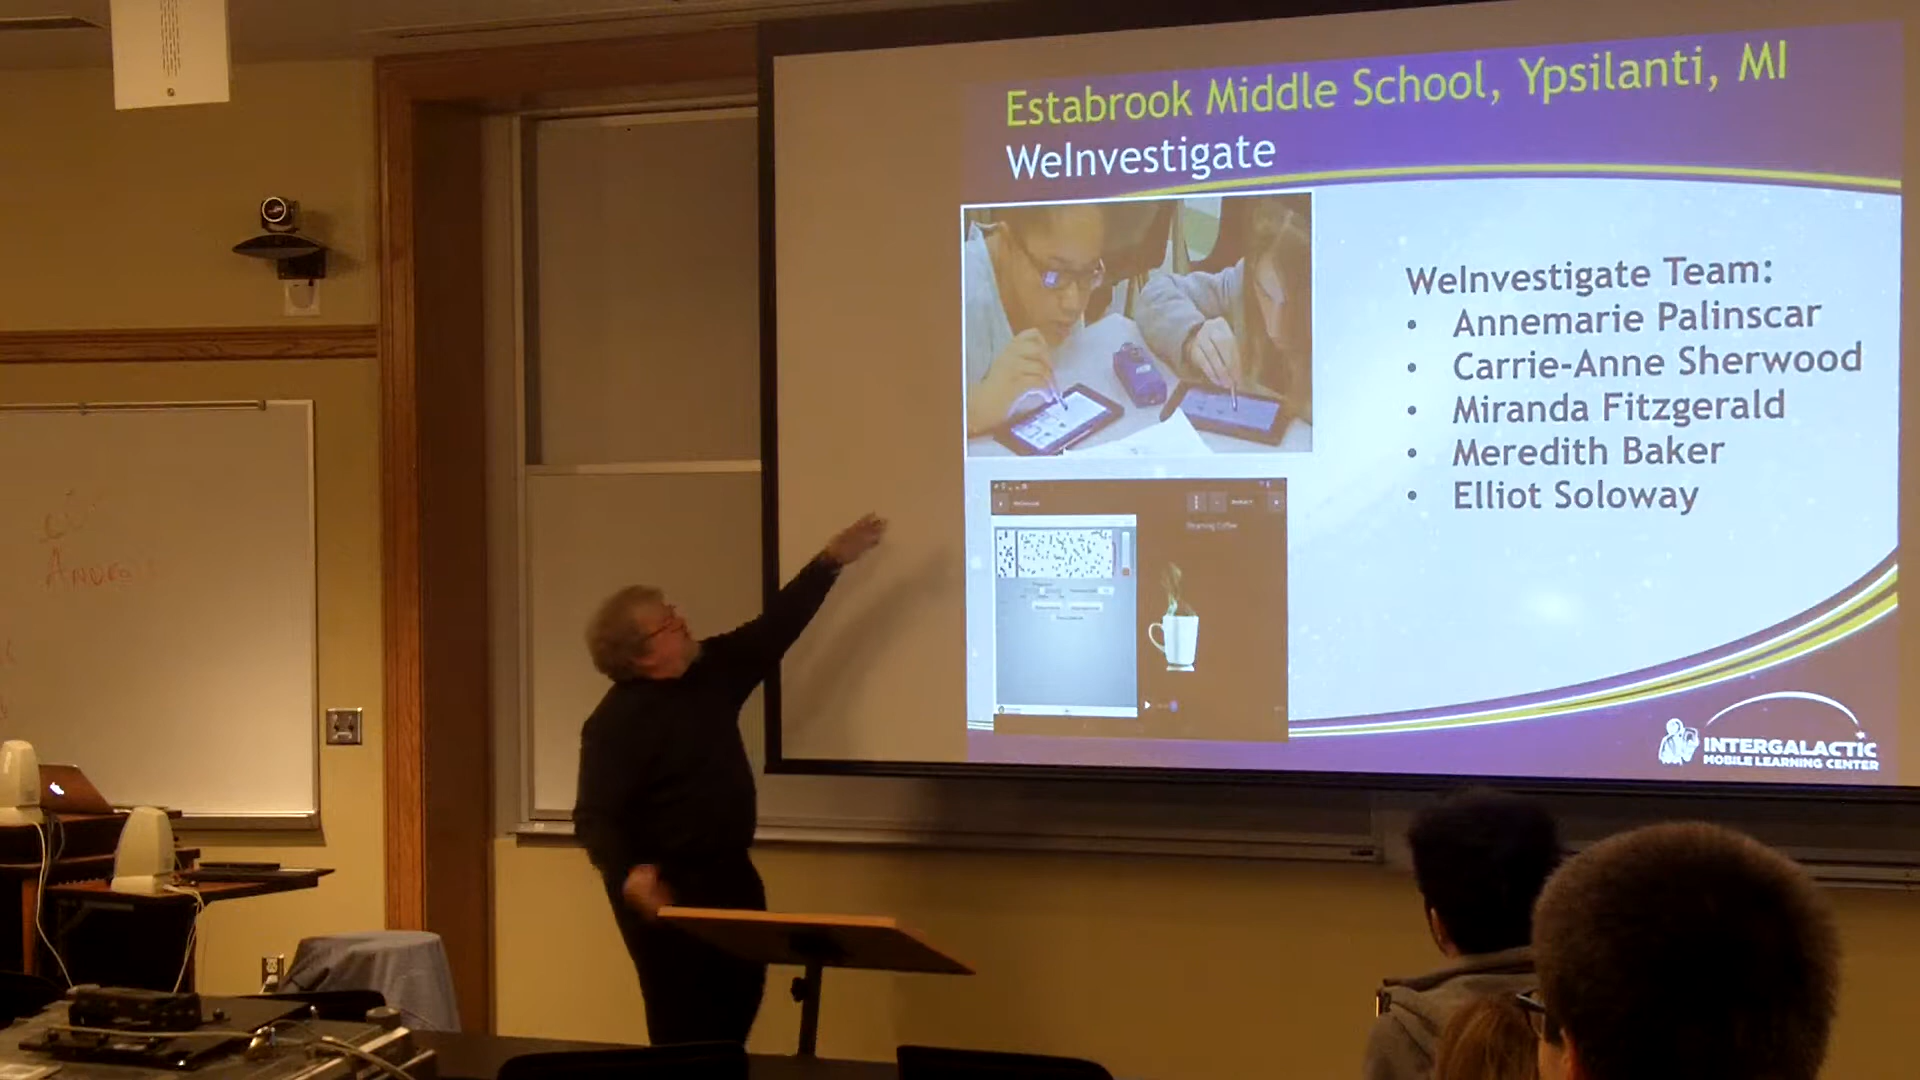 Estabrook Middle School, Ypsilanti, MI
WeInvestigate
WeInvestigate Team:
• Annemarie Palinscar
• Carrie-Anne Sherwood
• Miranda Fitzgerald
• Meredith Baker
• Elliot Soloway
INTERGALACTIC
MOBILE LEARNING CENTER